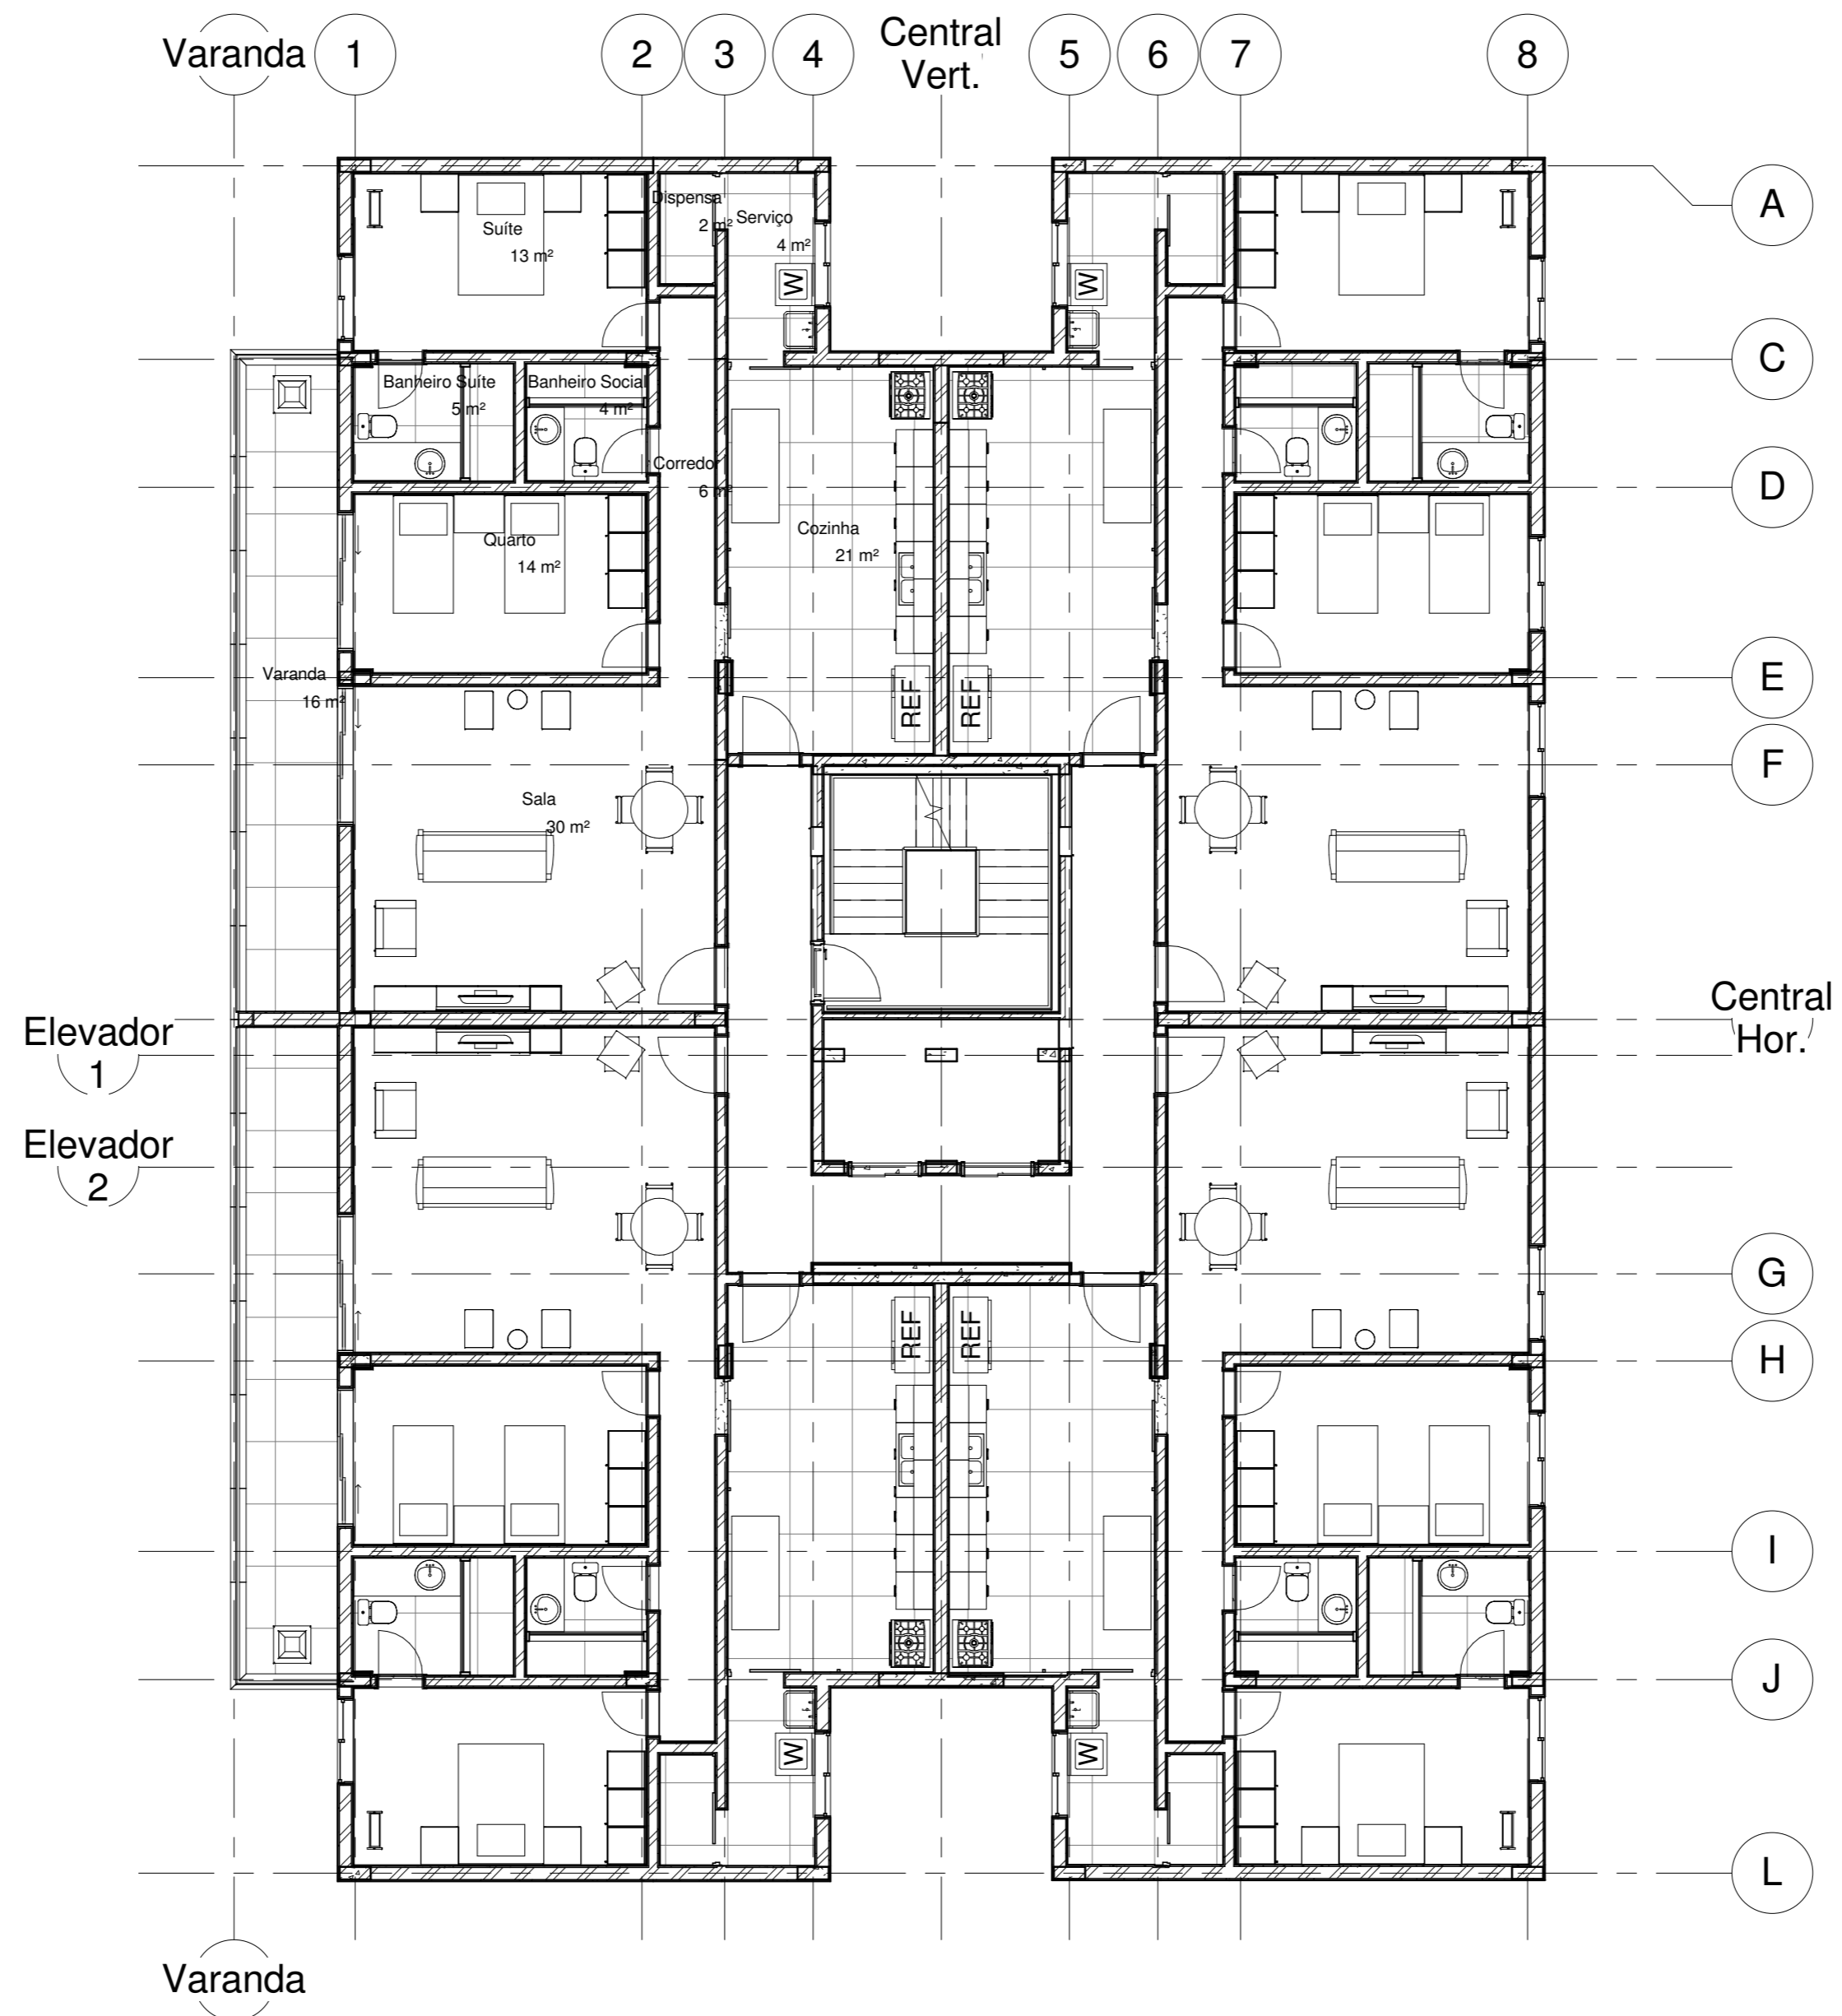 Varanda
1
2
3
4
Central
Vert.
5
6
7
8
A
Dispensa
2 m²
Serviço
4 m²
Suíte
13 m²
W
W
C
Banheiro Suíte
5 m²
Banheiro Social
4 m²
Corredor
6 m²
D
Cozinha
21 m²
Quarto
14 m²
Varanda
16 m²
E
REF
REF
F
Sala
30 m²
Central
Hor.
Elevador
1
Elevador
2
G
REF
REF
H
I
J
W
W
L
Varanda